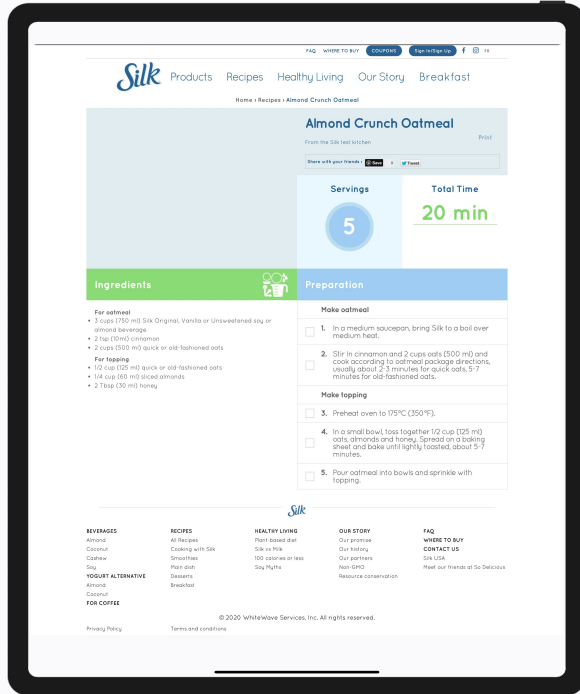 FAQ WHERE TO BUY COUPONS Sign in/Sign Up FR
Silk Products Recipes Healthy Living Our Story Breakfast
Home › Recipes › Almond Crunch Oatmeal
Almond Crunch Oatmeal
Print
From the Silk test kitchen
Share with your friends : Save 0 Tweet
Servings
5
Total Time
20 min
Ingredients
For oatmeal
3 cups (750 ml) Silk Original, Vanilla or Unsweetened soy or
almond beverage
2 tsp (10ml) cinnamon
2 cups (500 ml) quick or old-fashioned oats
For topping
1/2 cup (125 ml) quick or old-fashioned oats
1/4 cup (60 ml) sliced almonds
2 Tbsp (30 ml) honey
Preparation
Make oatmeal
1. In a medium saucepan, bring Silk to a boil over
medium heat.
2. Stir in cinnamon and 2 cups oats (500 ml) and
cook according to oatmeal package directions,
usually about 2-3 minutes for quick oats, 5-7
minutes for old-fashioned oats.
Make topping
3. Preheat oven to 175°C (350°F).
4. In a small bowl, toss together 1/2 cup (125 ml)
oats, almonds and honey. Spread on a baking
sheet and bake until lightly toasted, about 5-7
minutes.
5. Pour oatmeal into bowls and sprinkle with
topping.
Silk
BEVERAGES
Almond
Coconut
Cashew
Soy
YOGURT ALTERNATIVE
Almond
Coconut
FOR COFFEE
RECIPES
All Recipes
Cooking with Silk
Smoothies
Main dish
Desserts
Breakfast
HEALTHY LIVING
Plant-based diet
Silk vs Milk
100 calories or less
Soy Myths
OUR STORY
Our promise
Our history
Our partners
Non-GMO
Resource conservation
FAQ
WHERE TO BUY
CONTACT US
Silk USA
Meet our friends at So Delicious
© 2020 WhiteWave Services, Inc. All rights reserved.
Privacy Policy Terms and conditions